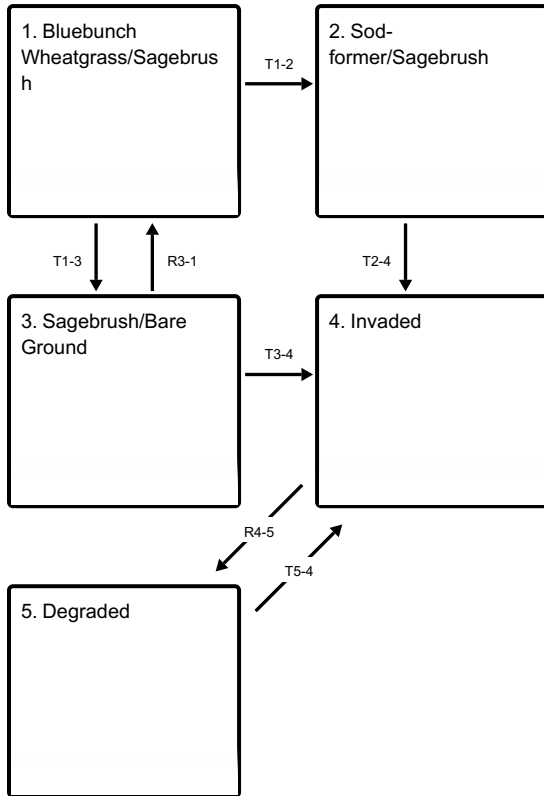 1. Bluebunch
Wheatgrass/Sagebrus
h
2. Sod-
former/Sagebrush
T1-2
T1-3
R3-1
T2-4
3. Sagebrush/Bare
Ground
4. Invaded
T3-4
R4-5
T5-4
5. Degraded